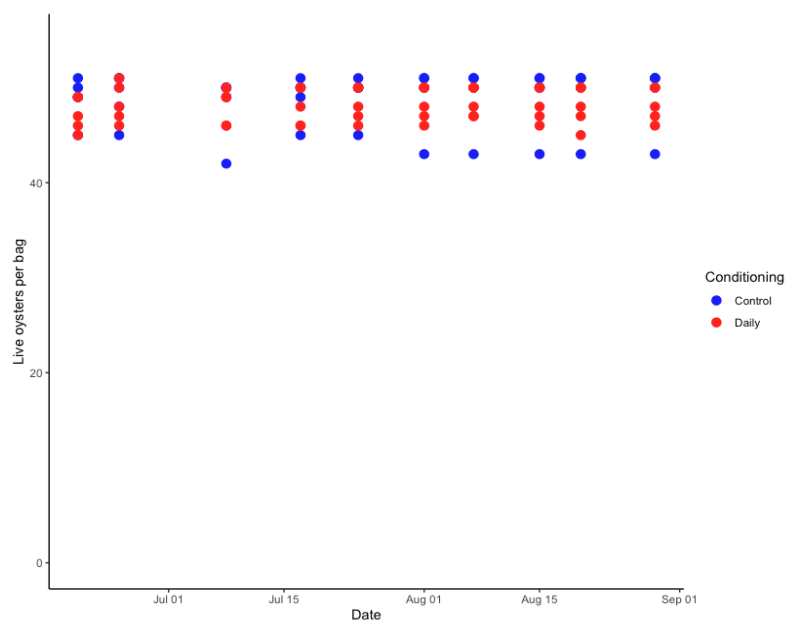 Live oysters per bag
40
20
0
Jul 01
Jul 15
Aug 01
Aug 15
Sep 01
Date
Conditioning
Control
Daily